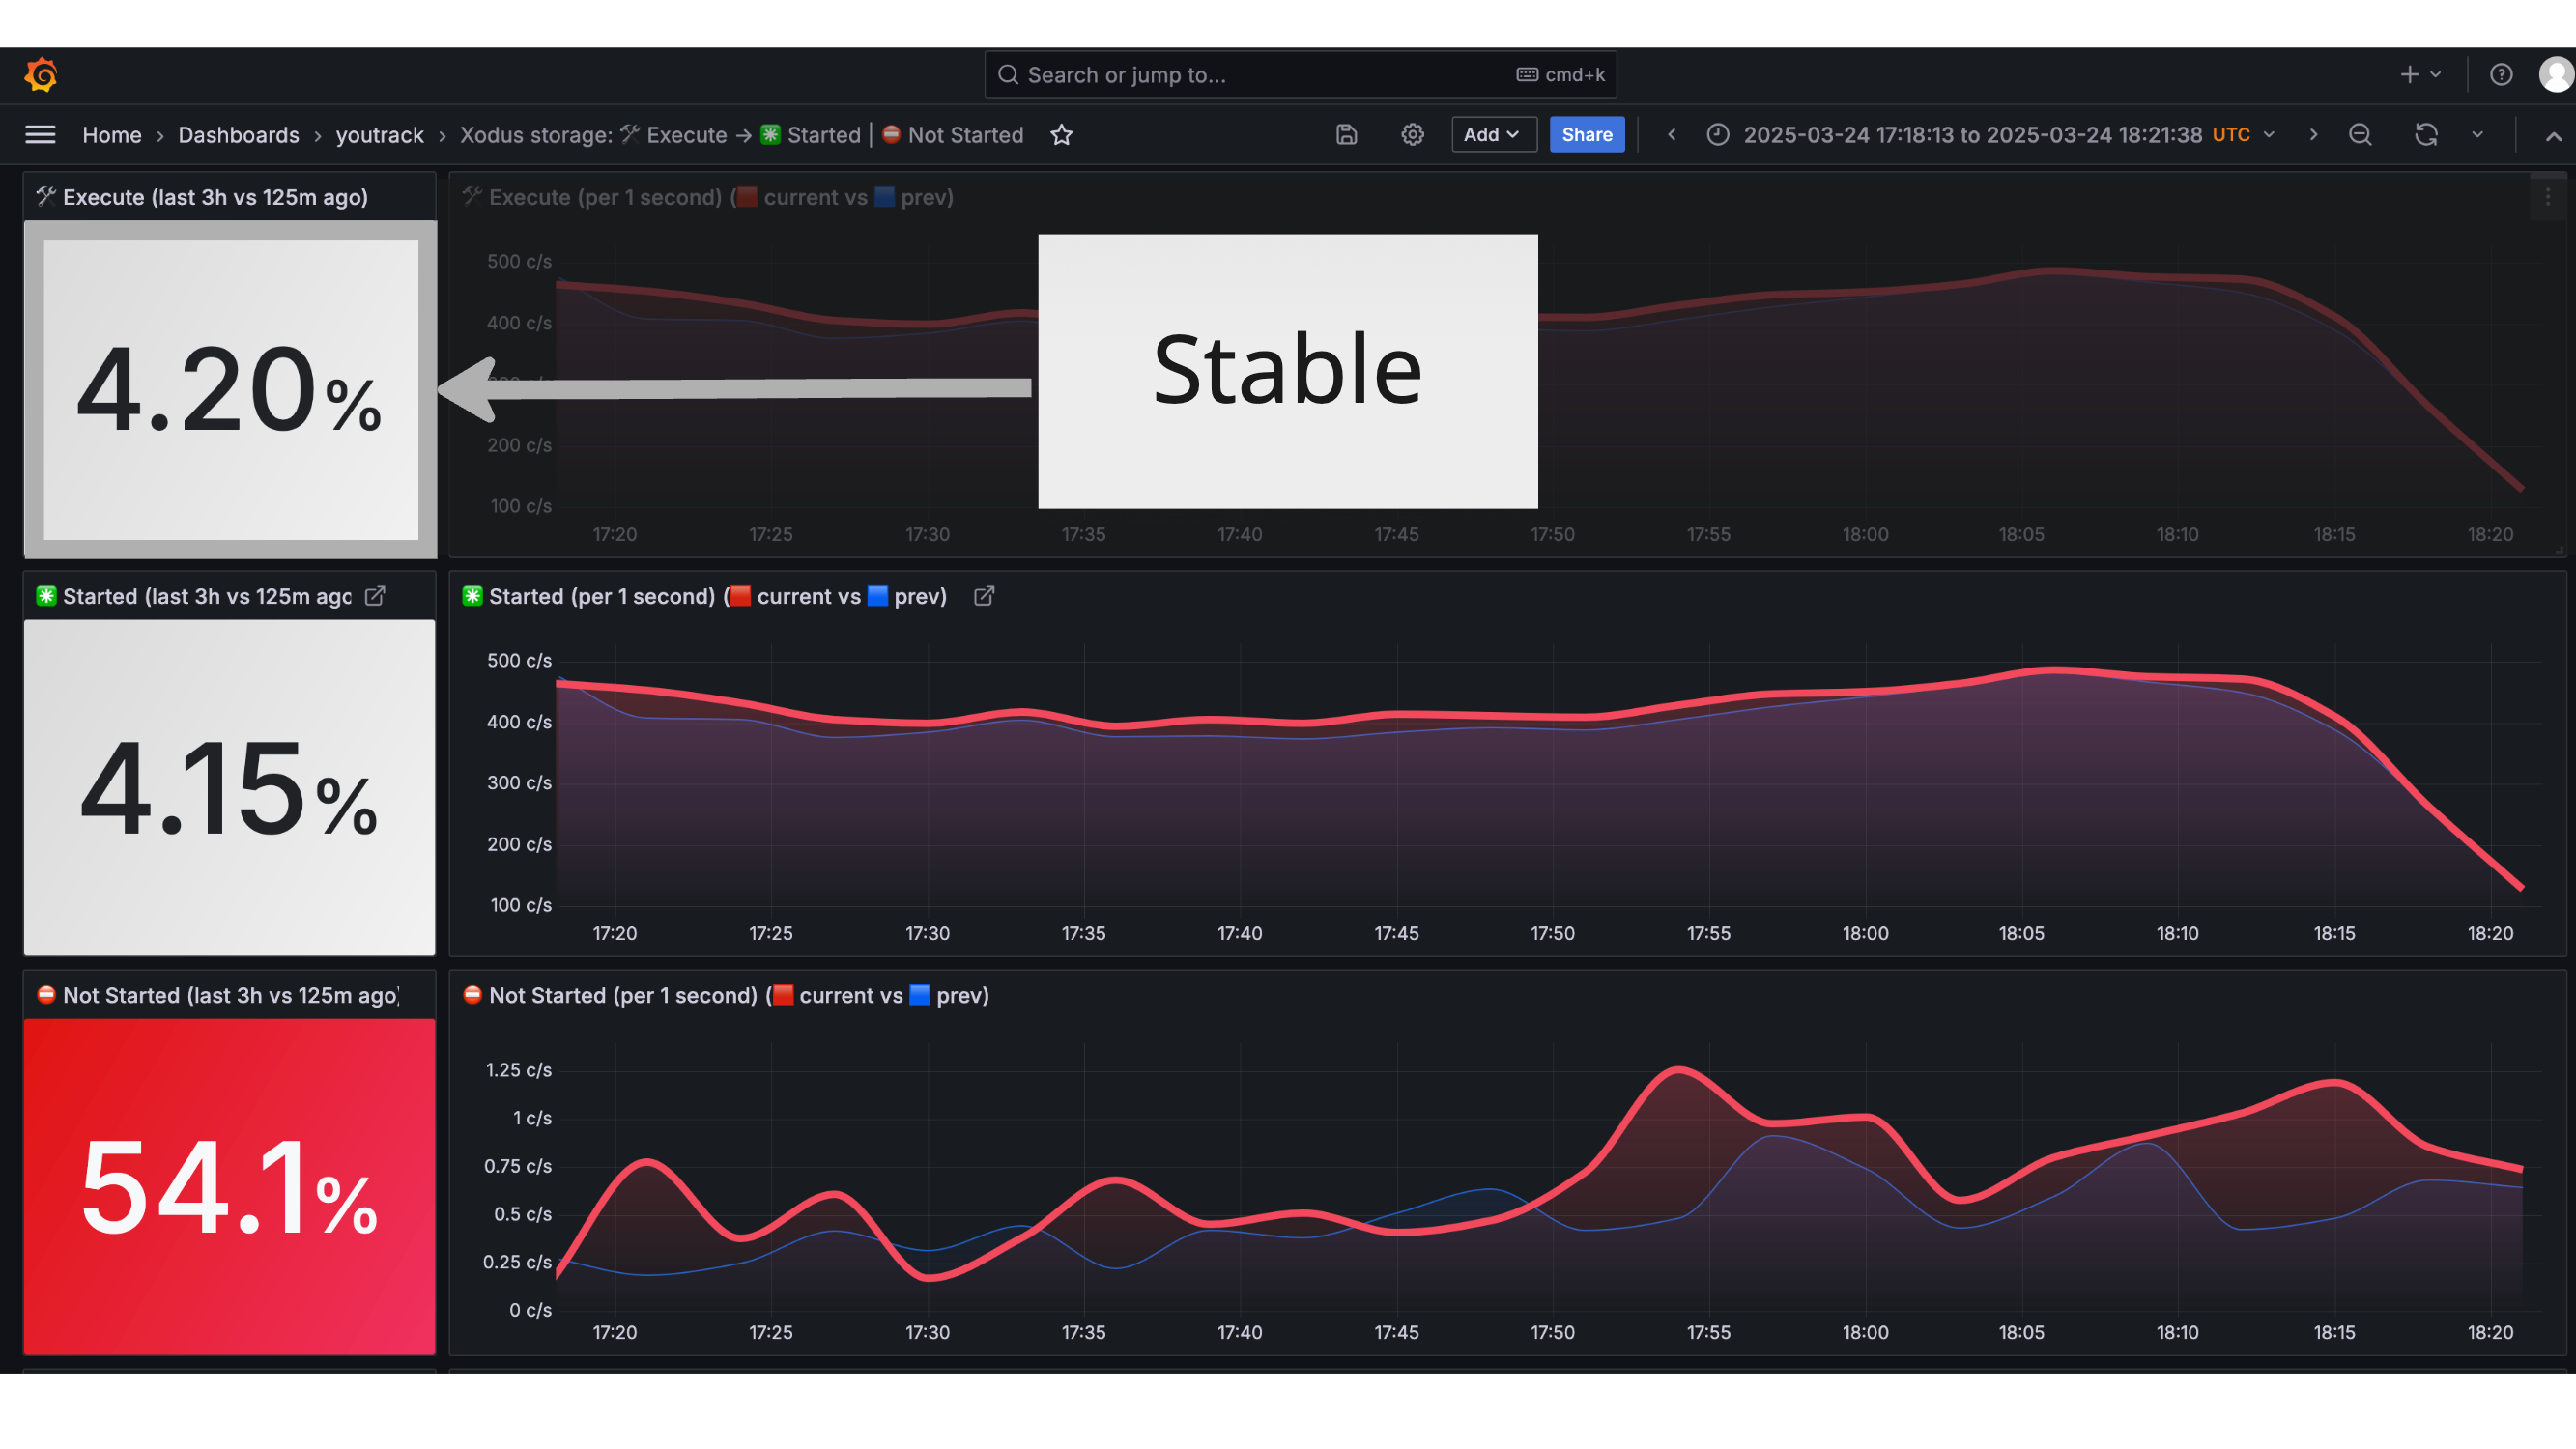 Search or jump to... cmd+k
Home › Dashboards › youtrack › Xodus storage: 🛠 Execute → ✳️ Started | ⛔ Not Started Add Share 2025-03-24 17:18:13 to 2025-03-24 18:21:38 UTC
🛠 Execute (last 3h vs 125m ago)
4.20%
🛠 Execute (per 1 second) (🟥 current vs 🟦 prev)
Stable
500 c/s
400 c/s
200 c/s
100 c/s
17:20 17:25 17:30 17:35 17:40 17:45 17:50 17:55 18:00 18:05 18:10 18:15 18:20
✳️ Started (last 3h vs 125m ago
4.15%
✳️ Started (per 1 second) (🟥 current vs 🟦 prev)
500 c/s
400 c/s
300 c/s
200 c/s
100 c/s
17:20 17:25 17:30 17:35 17:40 17:45 17:50 17:55 18:00 18:05 18:10 18:15 18:20
⛔ Not Started (last 3h vs 125m ago)
54.1%
⛔ Not Started (per 1 second) (🟥 current vs 🟦 prev)
1.25 c/s
1 c/s
0.75 c/s
0.5 c/s
0.25 c/s
0 c/s
17:20 17:25 17:30 17:35 17:40 17:45 17:50 17:55 18:00 18:05 18:10 18:15 18:20